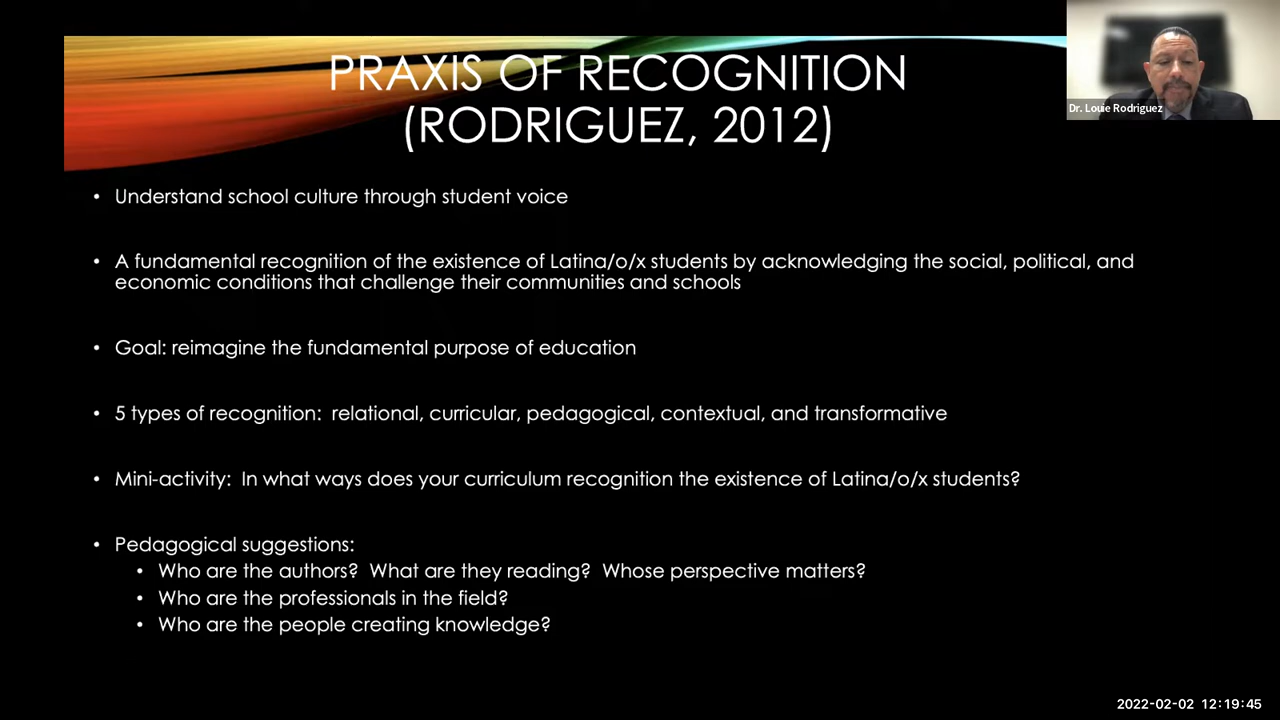 PRAXIS OF RECOGNITION
(RODRIGUEZ, 2012)
Dr. Louie Rodriguez
• Understand school culture through student voice
• A fundamental recognition of the existence of Latina/o/x students by acknowledging the social, political, and
economic conditions that challenge their communities and schools
• Goal: reimagine the fundamental purpose of education
• 5 types of recognition: relational, curricular, pedagogical, contextual, and transformative
• Mini-activity: In what ways does your curriculum recognition the existence of Latina/o/x students?
• Pedagogical suggestions:
• Who are the authors? What are they reading? Whose perspective matters?
• Who are the professionals in the field?
• Who are the people creating knowledge?
2022-02-02 12:19:45